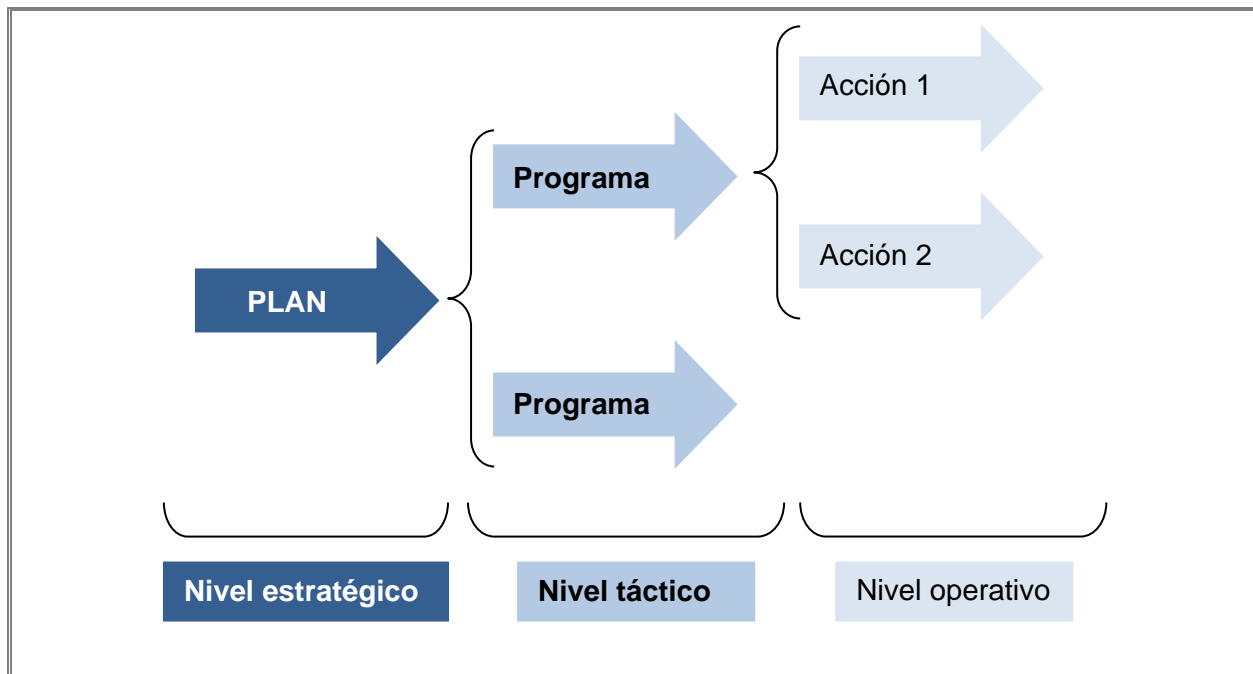 Acción 1
Programa
Acción 2
PLAN
Programa
Nivel estratégico
Nivel táctico
Nivel operativo